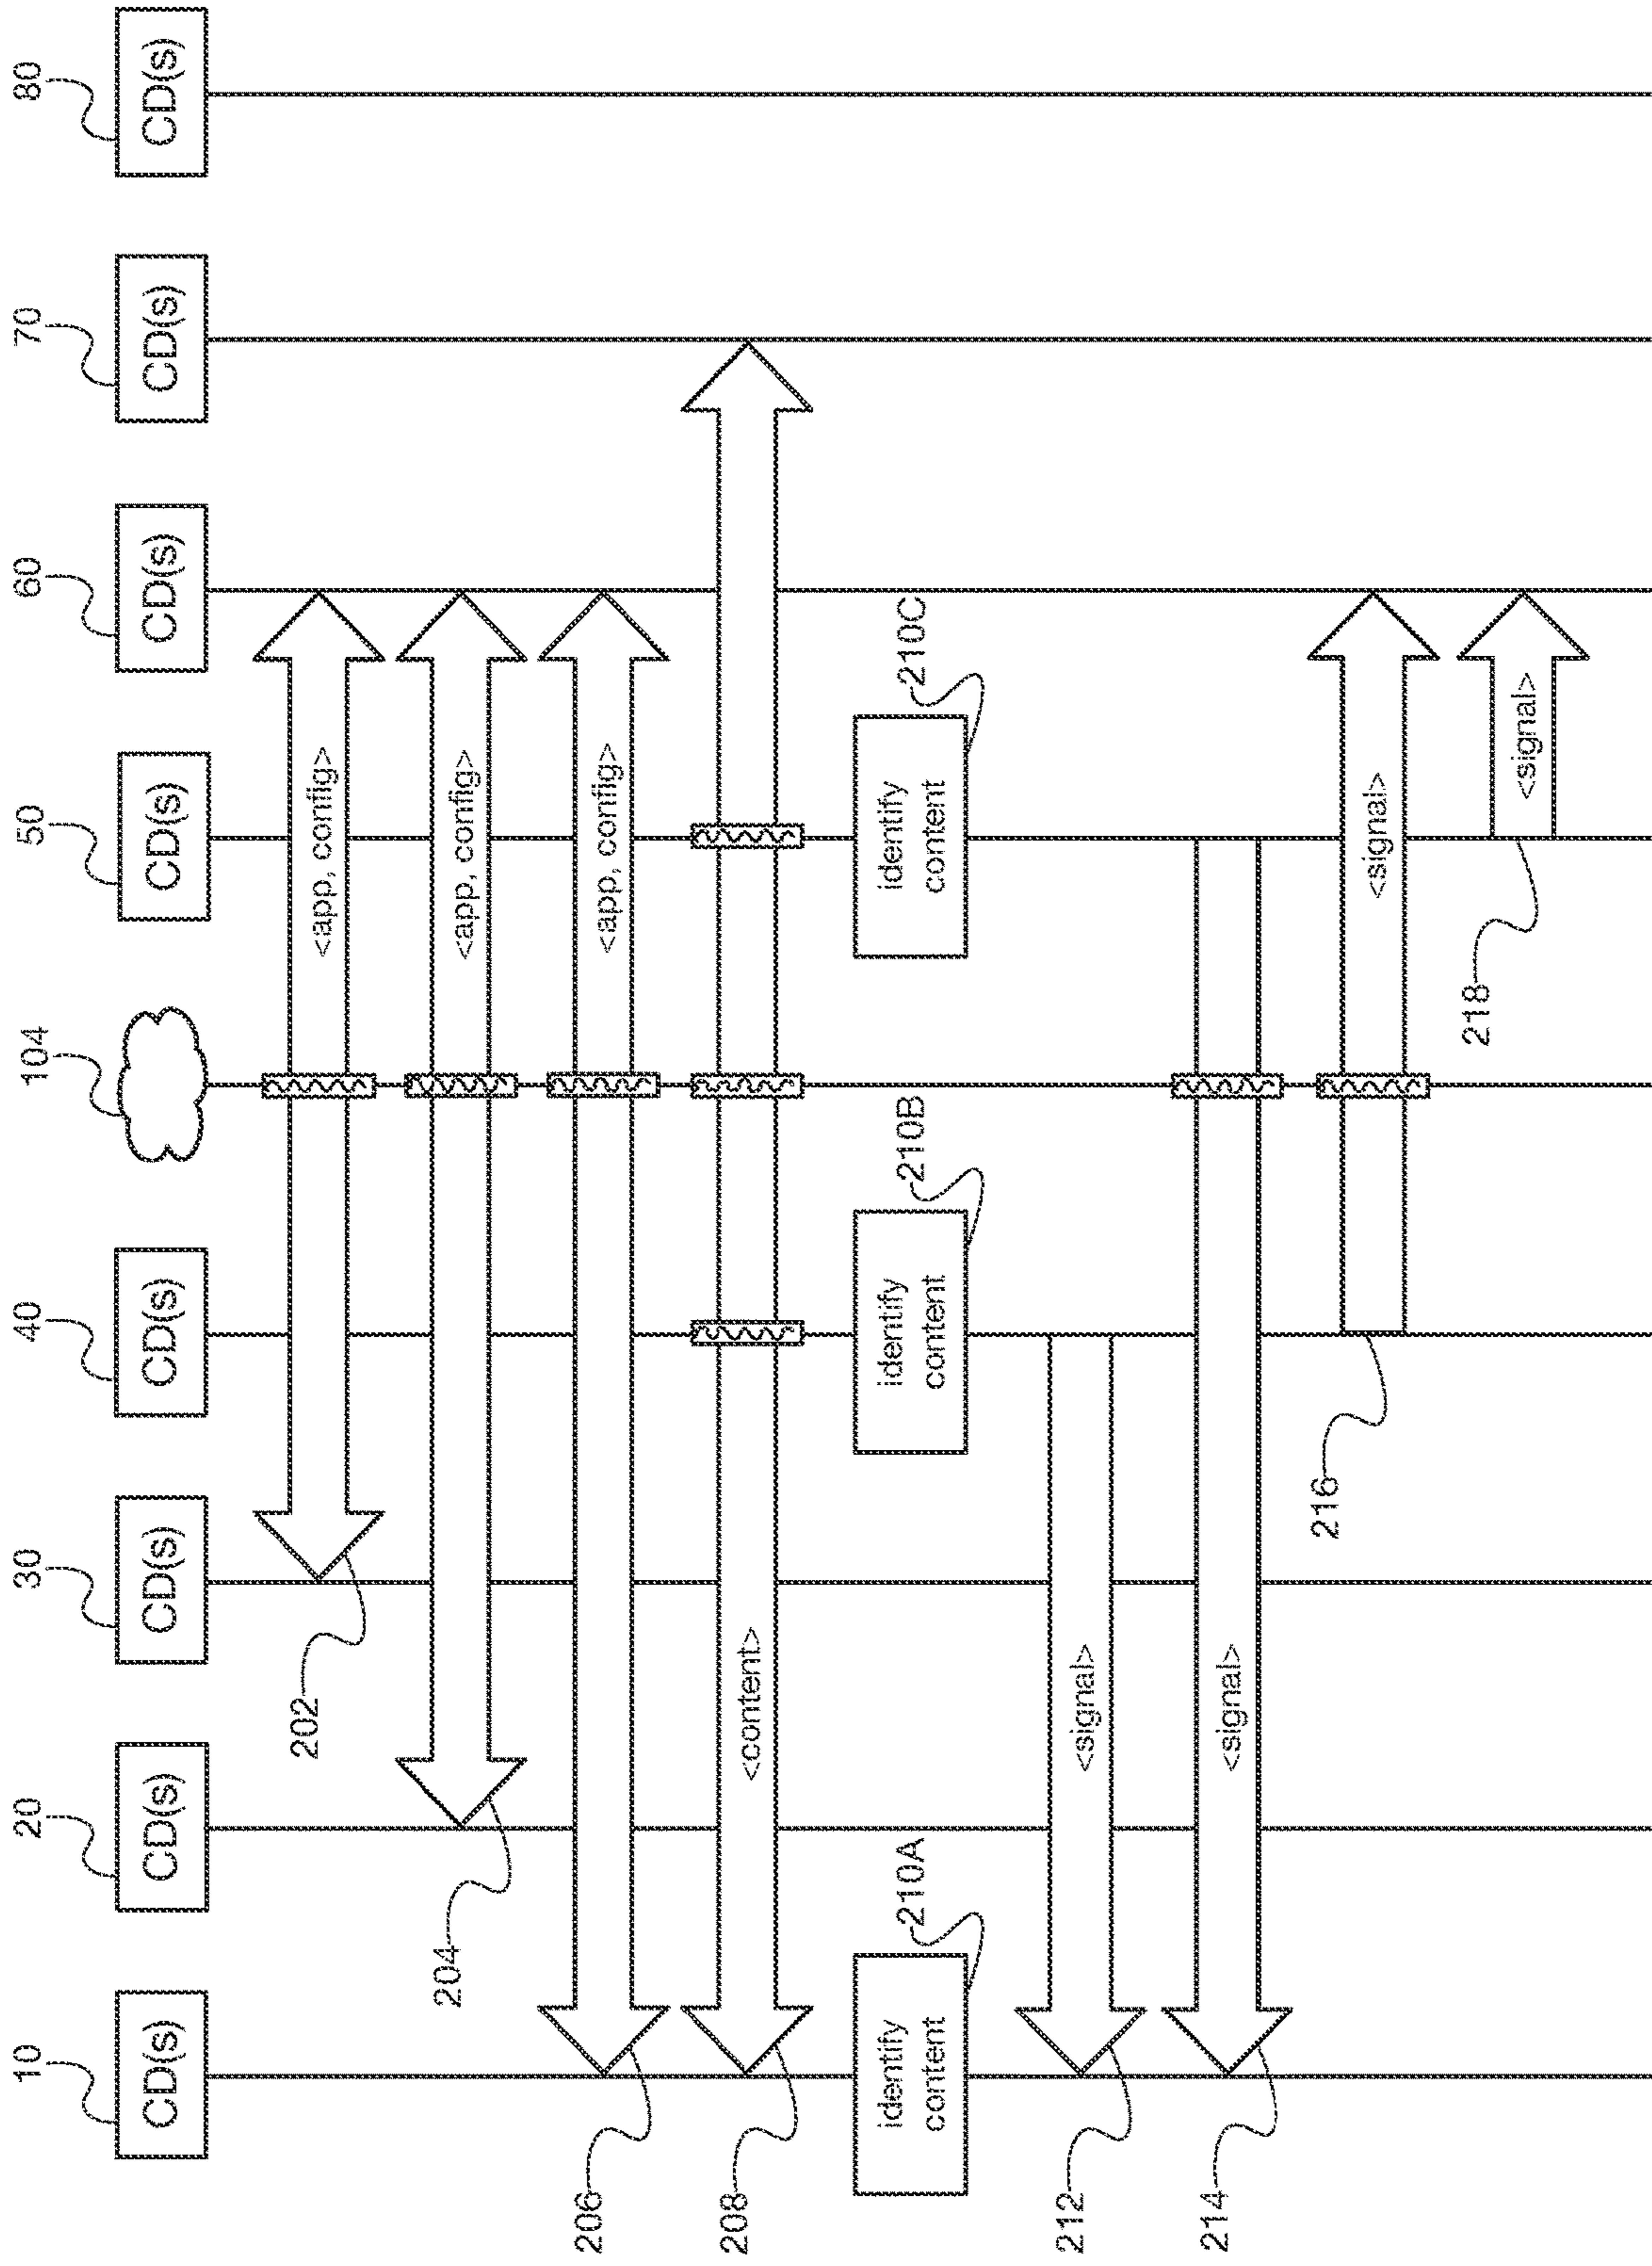 10
20
30
40
104
50
60
70
80
CD(s)
CD(s)
CD(s)
CD(s)
CD(s)
CD(s)
CD(s)
CD(s)
202
<app, config>
204
<app, config>
206
<app, config>
208
<content>
210A
210B
210C
identify
content
identify
content
identify
content
212
<signal>
214
<signal>
216
<signal>
218
<signal>